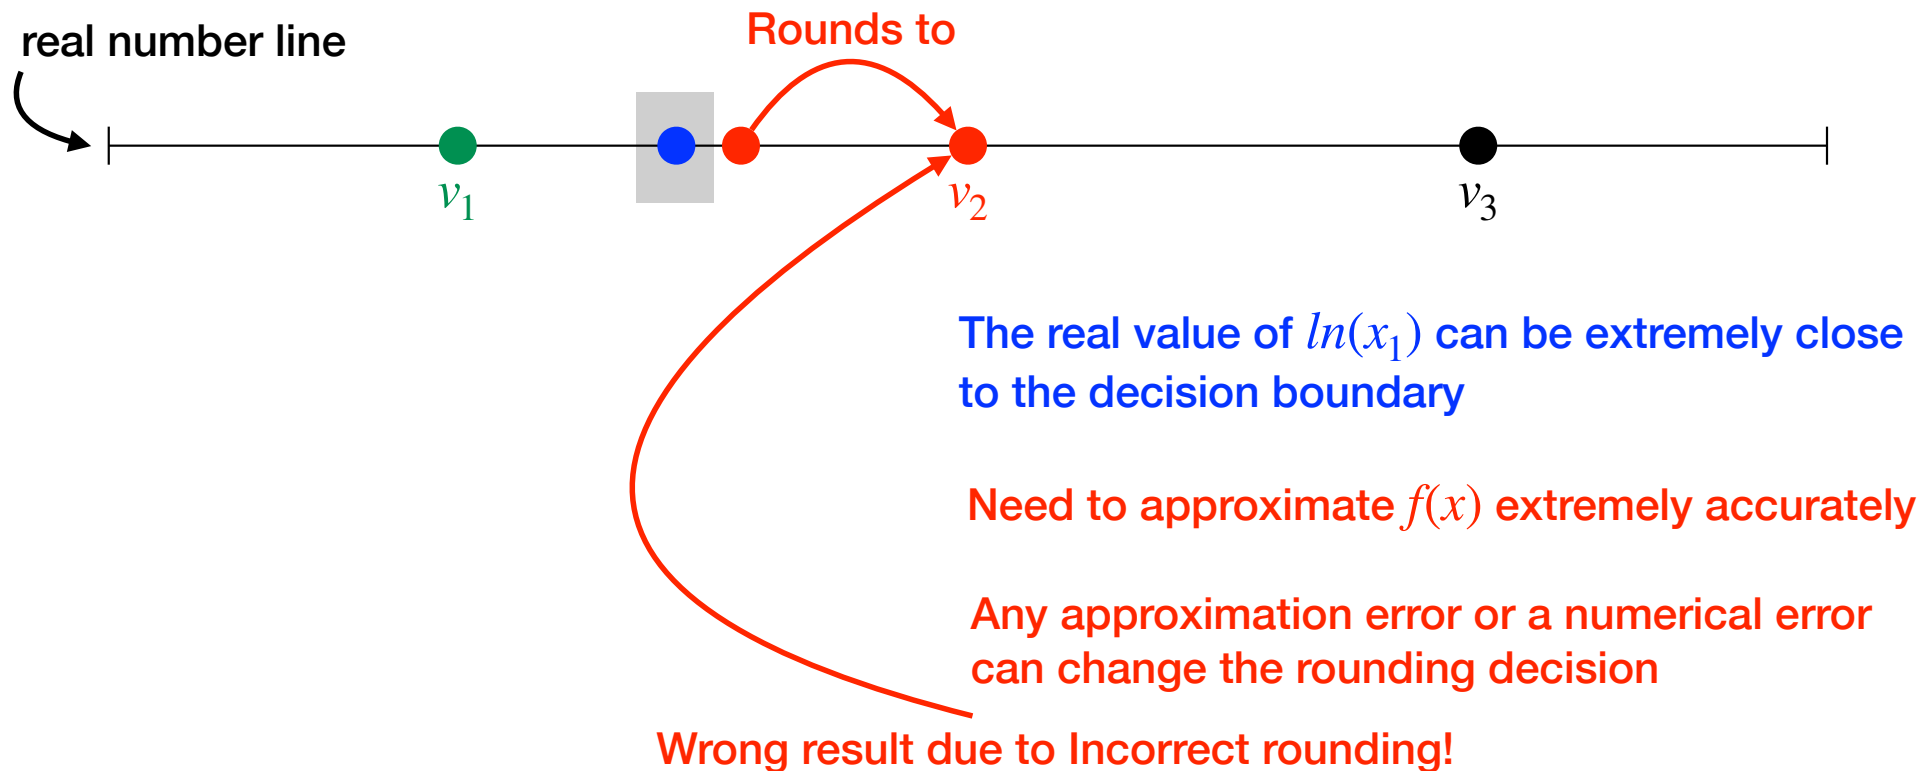 Rounds to
real number line
v₁
v₂
v₃
The real value of ln(x₁) can be extremely close
to the decision boundary
Need to approximate f(x) extremely accurately
Any approximation error or a numerical error
can change the rounding decision
Wrong result due to Incorrect rounding!